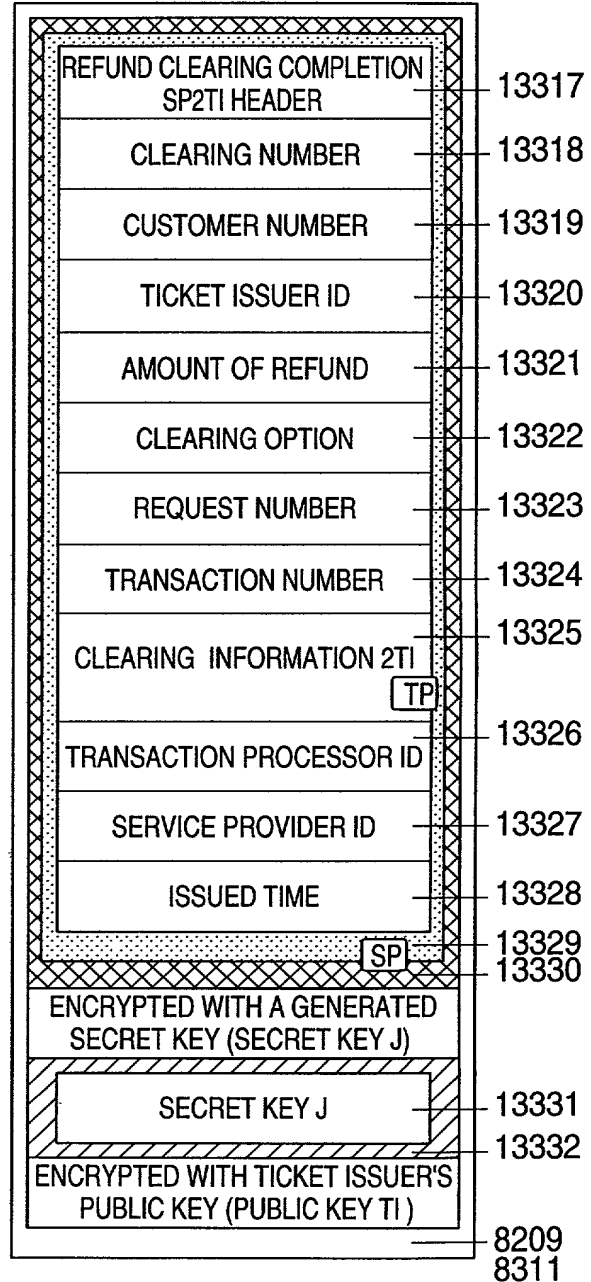 REFUND CLEARING COMPLETION
SP2TI HEADER
13317
CLEARING NUMBER
13318
CUSTOMER NUMBER
13319
TICKET ISSUER ID
13320
AMOUNT OF REFUND
13321
CLEARING OPTION
13322
REQUEST NUMBER
13323
TRANSACTION NUMBER
13324
CLEARING INFORMATION 2TI
13325
TP
TRANSACTION PROCESSOR ID
13326
SERVICE PROVIDER ID
13327
ISSUED TIME
13328
13329
SP
13330
ENCRYPTED WITH A GENERATED
SECRET KEY (SECRET KEY J)
SECRET KEY J
13331
13332
ENCRYPTED WITH TICKET ISSUER'S
PUBLIC KEY (PUBLIC KEY TI )
8209
8311